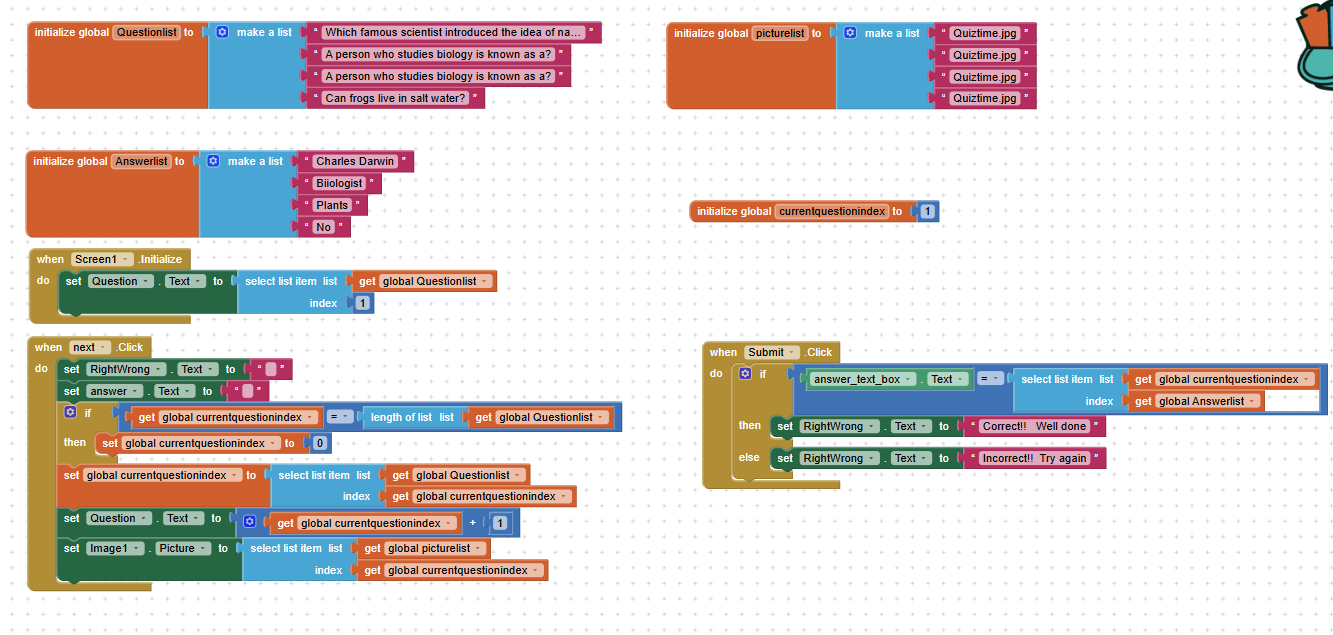 initialize global Questionlist to make a list " Which famous scientist introduced the idea of na... "
" A person who studies biology is known as a? "
" A person who studies biology is known as a? "
" Can frogs live in salt water? "
initialize global picturelist to make a list " Quiztime.jpg "
" Quiztime.jpg "
" Quiztime.jpg "
" Quiztime.jpg "
initialize global Answerlist to make a list " Charles Darwin "
" Biiologist "
" Plants "
" No "
initialize global currentquestionindex to 1
when Screen1 .Initialize
do set Question . Text to select list item list get global Questionlist
index 1
when next .Click
do set RightWrong . Text to " "
set answer . Text to " "
if get global currentquestionindex = length of list list get global Questionlist
then set global currentquestionindex to 0
set global currentquestionindex to select list item list get global Questionlist
index get global currentquestionindex
set Question . Text to get global currentquestionindex + 1
set Image1 . Picture to select list item list get global picturelist
index get global currentquestionindex
when Submit .Click
do if answer_text_box . Text = select list item list get global currentquestionindex
index get global Answerlist
then set RightWrong . Text to " Correct!! Well done "
else set RightWrong . Text to " Incorrect!! Try again "